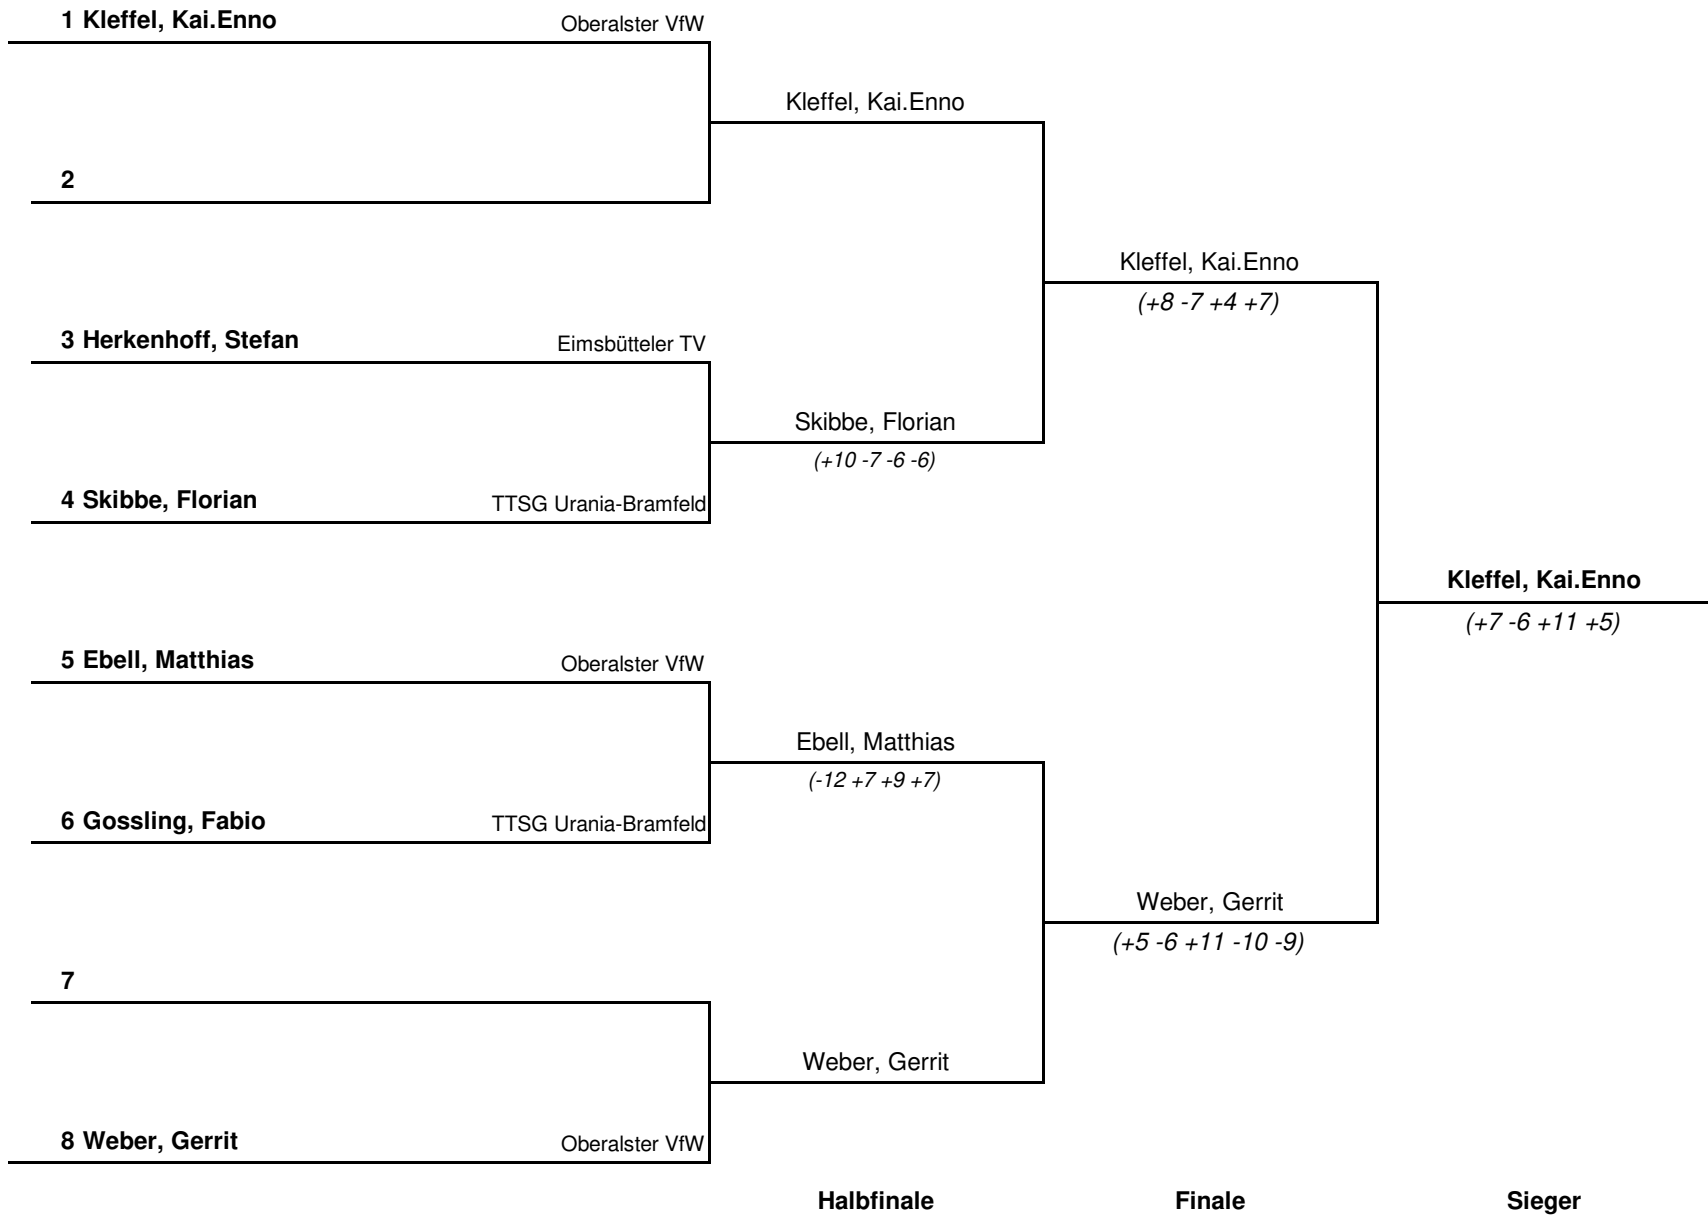 1 Kleffel, Kai.Enno Oberalster VfW
Kleffel, Kai.Enno
2
Kleffel, Kai.Enno
(+8 -7 +4 +7)
3 Herkenhoff, Stefan Eimsbütteler TV
Skibbe, Florian
(+10 -7 -6 -6)
4 Skibbe, Florian TTSG Urania-Bramfeld
Kleffel, Kai.Enno
(+7 -6 +11 +5)
5 Ebell, Matthias Oberalster VfW
Ebell, Matthias
(-12 +7 +9 +7)
6 Gossling, Fabio TTSG Urania-Bramfeld
Weber, Gerrit
(+5 -6 +11 -10 -9)
7
Weber, Gerrit
8 Weber, Gerrit Oberalster VfW
Halbfinale Finale Sieger